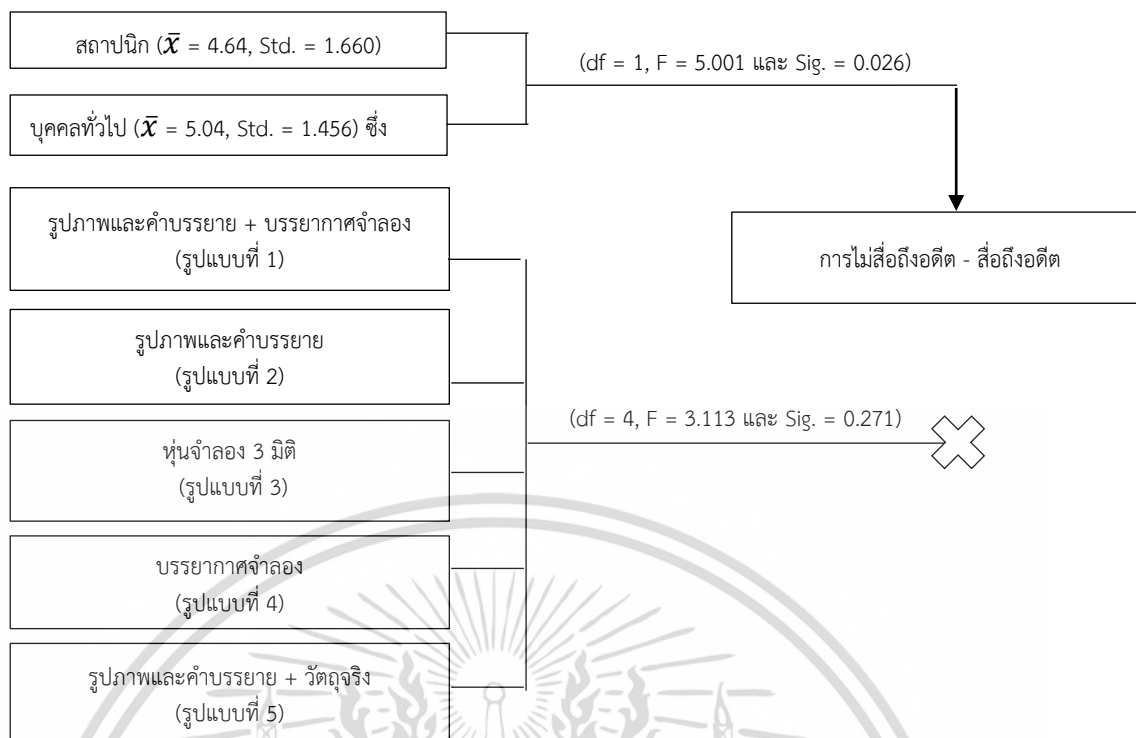 สถาปนิก (x̄ = 4.64, Std. = 1.660)
(df = 1, F = 5.001 และ Sig. = 0.026)
บุคคลทั่วไป (x̄ = 5.04, Std. = 1.456) ซึ่ง
รูปภาพและคำบรรยาย + บรรยากาศจำลอง
(รูปแบบที่ 1)
การไม่สื่อถึงอดีต - สื่อถึงอดีต
รูปภาพและคำบรรยาย
(รูปแบบที่ 2)
(df = 4, F = 3.113 และ Sig. = 0.271)
หุ่นจำลอง 3 มิติ
(รูปแบบที่ 3)
บรรยากาศจำลอง
(รูปแบบที่ 4)
รูปภาพและคำบรรยาย + วัตถุจริง
(รูปแบบที่ 5)